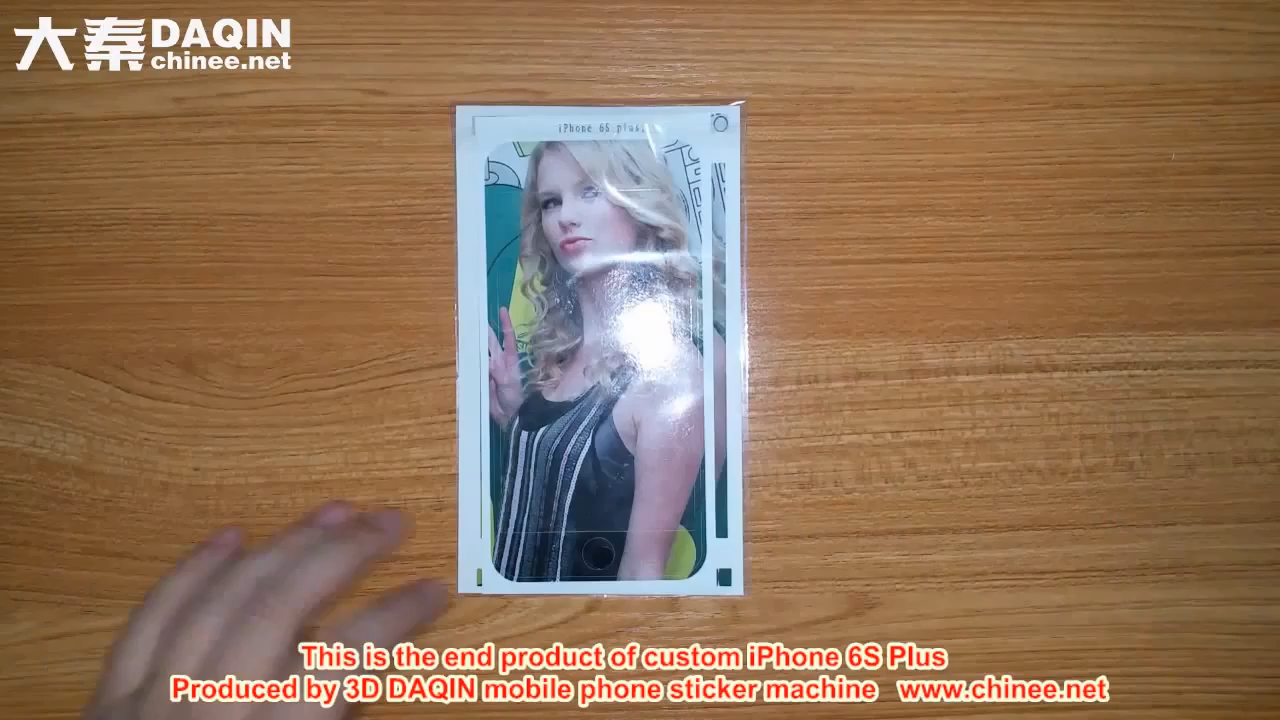 大秦 DAQIN
chinee.net
iPhone 6S plus
This is the end product of custom iPhone 6S Plus
Produced by 3D DAQIN mobile phone sticker machine www.chinee.net